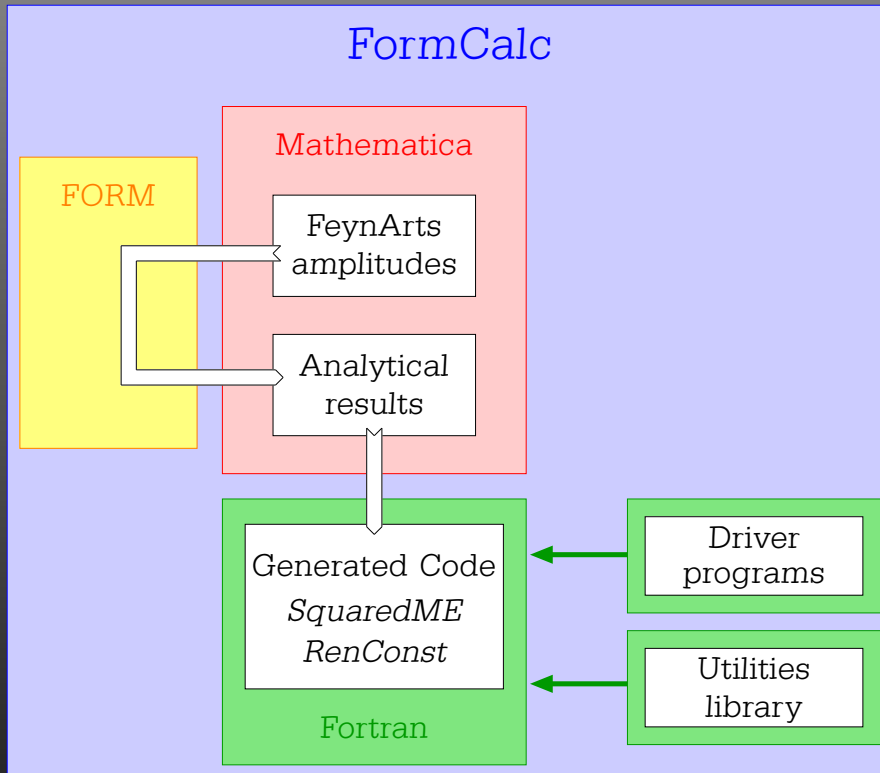 FormCalc
FORM
Mathematica
FeynArts
amplitudes
Analytical
results
Generated Code
SquaredME
RenConst
Fortran
Driver
programs
Utilities
library